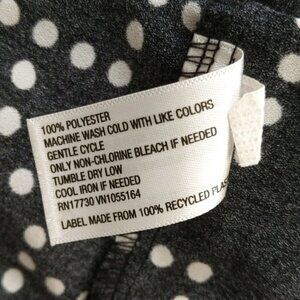 100% POLYESTER
MACHINE WASH COLD WITH LIKE COLORS
GENTLE CYCLE
ONLY NON-CHLORINE BLEACH IF NEEDED
TUMBLE DRY LOW
COOL IRON IF NEEDED
RN17730 VN1055164
LABEL MADE FROM 100% RECYCLED PLAS